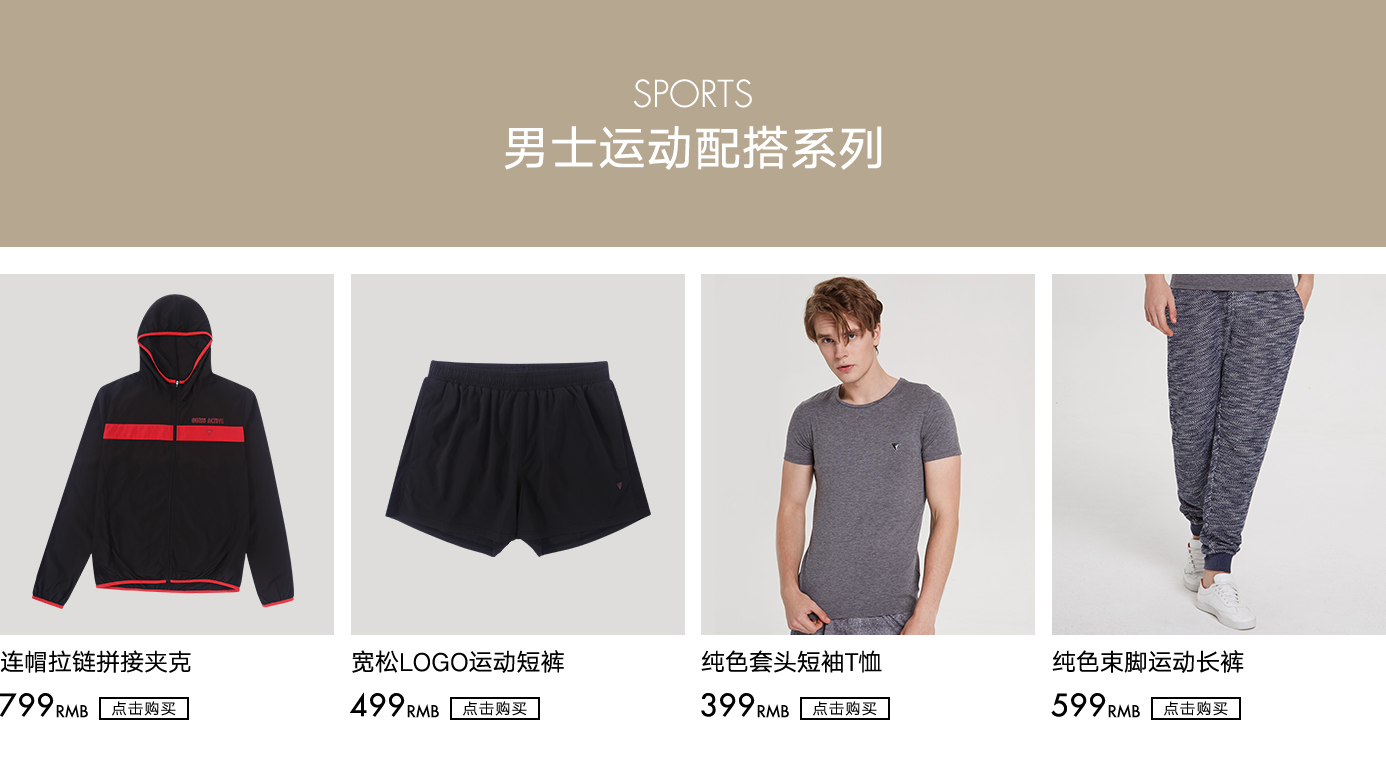 SPORTS
男士运动配搭系列
连帽拉链拼接夹克
799RMB 点击购买
宽松LOGO运动短裤
499RMB 点击购买
纯色套头短袖T恤
399RMB 点击购买
纯色束脚运动长裤
599RMB 点击购买